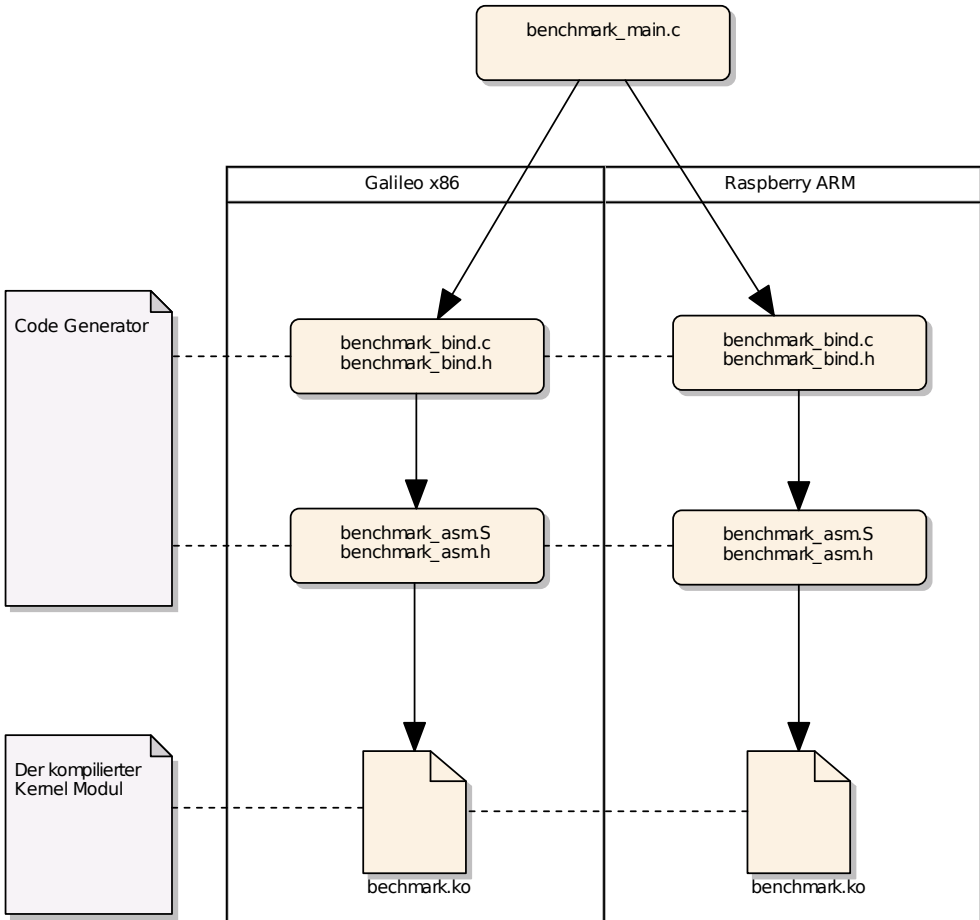 benchmark_main.c
Galileo x86
Raspberry ARM
Code Generator
benchmark_bind.c
benchmark_bind.h
benchmark_bind.c
benchmark_bind.h
benchmark_asm.S
benchmark_asm.h
benchmark_asm.S
benchmark_asm.h
Der kompilierter
Kernel Modul
bechmark.ko
benchmark.ko